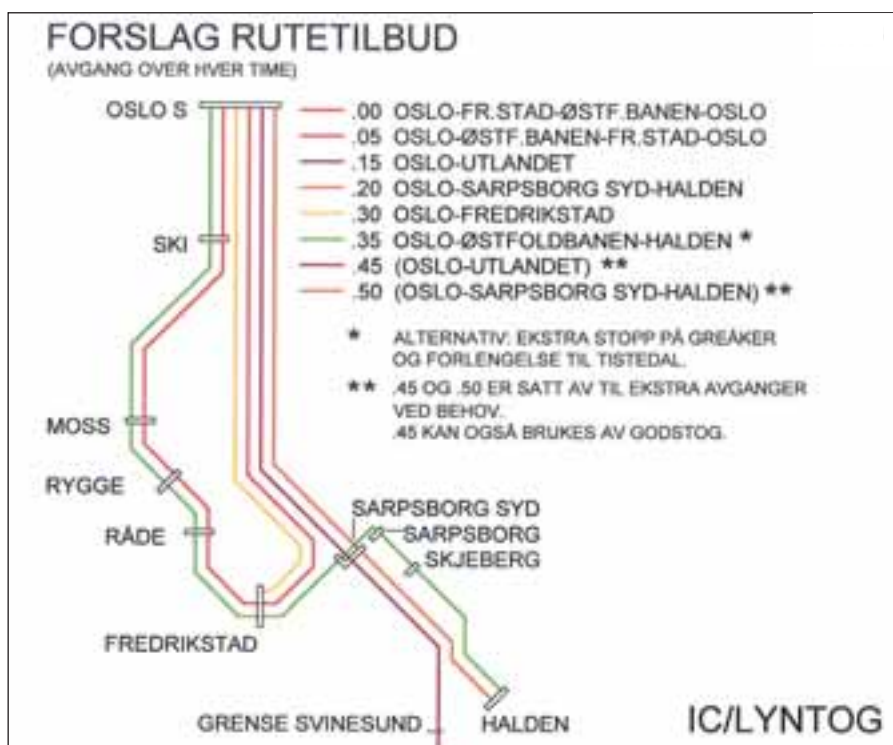 FORSLAG RUTETILBUD
(AVGANG OVER HVER TIME)
OSLO S
.00 OSLO-FR.STAD-ØSTF.BANEN-OSLO
.05 OSLO-ØSTF.BANEN-FR.STAD-OSLO
.15 OSLO-UTLANDET
.20 OSLO-SARPSBORG SYD-HALDEN
.30 OSLO-FREDRIKSTAD
.35 OSLO-ØSTFOLDBANEN-HALDEN *
.45 (OSLO-UTLANDET) **
.50 (OSLO-SARPSBORG SYD-HALDEN) **
* ALTERNATIV: EKSTRA STOPP PÅ GREÅKER
OG FORLENGELSE TIL TISTEDAL.
** .45 OG .50 ER SATT AV TIL EKSTRA AVGANGER
VED BEHOV.
.45 KAN OGSÅ BRUKES AV GODSTOG.
SKI
MOSS
RYGGE
RÅDE
FREDRIKSTAD
SARPSBORG SYD
SARPSBORG
SKJEBERG
GRENSE SVINESUND
HALDEN
IC/LYNTOG